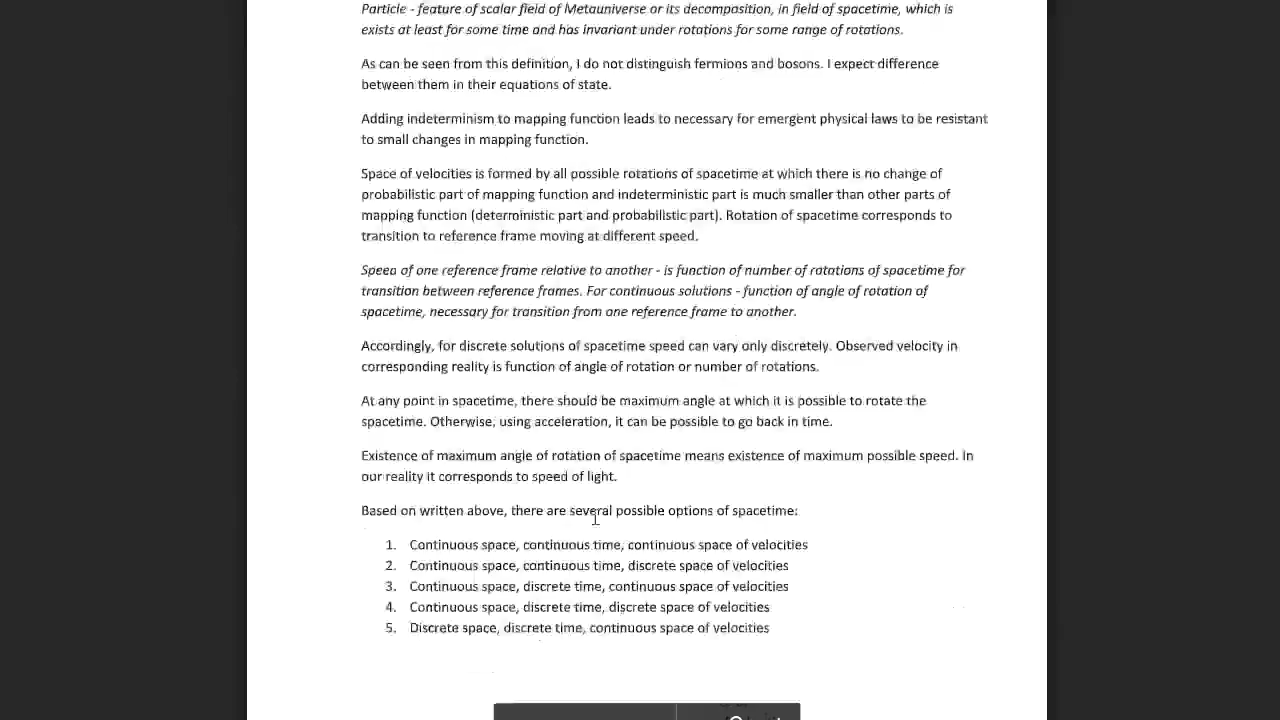 Particle - feature of scalar field of Metauniverse or its decomposition, in field of spacetime, which is
exists at least for some time and has invariant under rotations for some range of rotations.
As can be seen from this definition, I do not distinguish fermions and bosons. I expect difference
between them in their equations of state.
Adding indeterminism to mapping function leads to necessary for emergent physical laws to be resistant
to small changes in mapping function.
Space of velocities is formed by all possible rotations of spacetime at which there is no change of
probabilistic part of mapping function and indeterministic part is much smaller than other parts of
mapping function (deterministic part and probabilistic part). Rotation of spacetime corresponds to
transition to reference frame moving at different speed.
Speed of one reference frame relative to another - is function of number of rotations of spacetime for
transition between reference frames. For continuous solutions - function of angle of rotation of
spacetime, necessary for transition from one reference frame to another.
Accordingly, for discrete solutions of spacetime speed can vary only discretely. Observed velocity in
corresponding reality is function of angle of rotation or number of rotations.
At any point in spacetime, there should be maximum angle at which it is possible to rotate the
spacetime. Otherwise, using acceleration, it can be possible to go back in time.
Existence of maximum angle of rotation of spacetime means existence of maximum possible speed. In
our reality it corresponds to speed of light.
Based on written above, there are several possible options of spacetime:
1. Continuous space, continuous time, continuous space of velocities
2. Continuous space, continuous time, discrete space of velocities
3. Continuous space, discrete time, continuous space of velocities
4. Continuous space, discrete time, discrete space of velocities
5. Discrete space, discrete time, continuous space of velocities